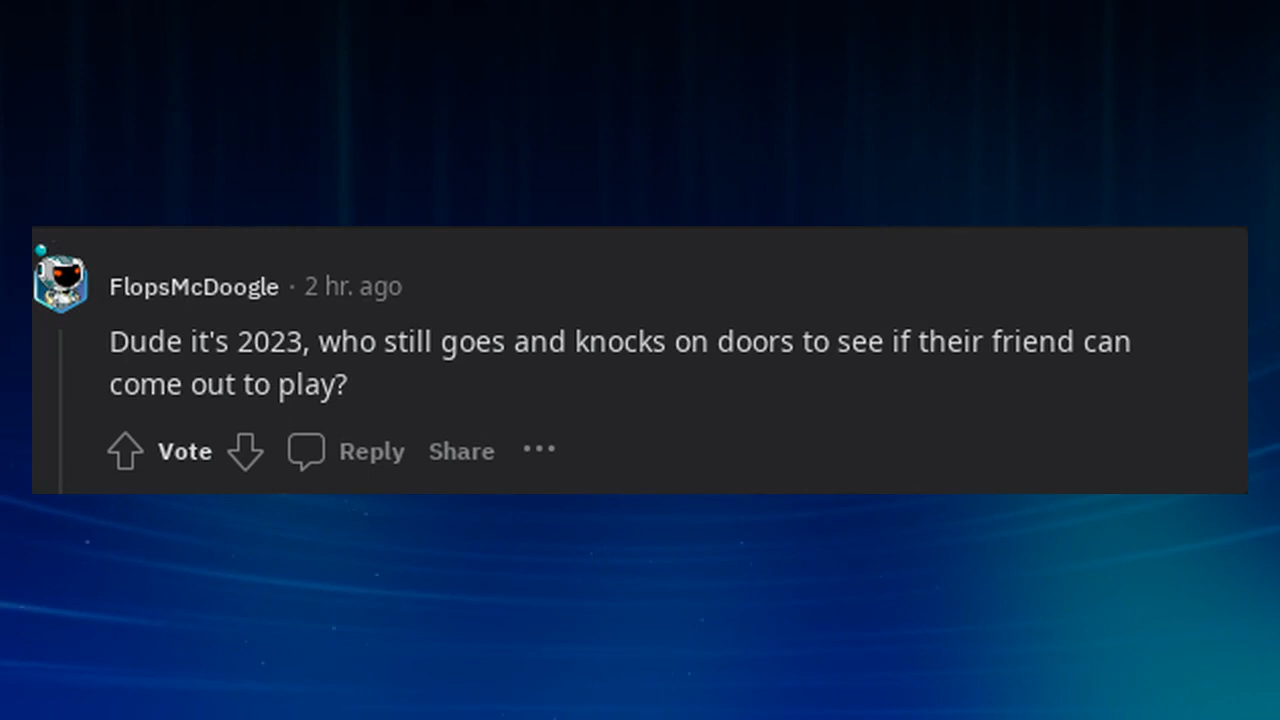 FlopsMcDoogle · 2 hr. ago
Dude it's 2023, who still goes and knocks on doors to see if their friend can
come out to play?
Vote Reply Share ···